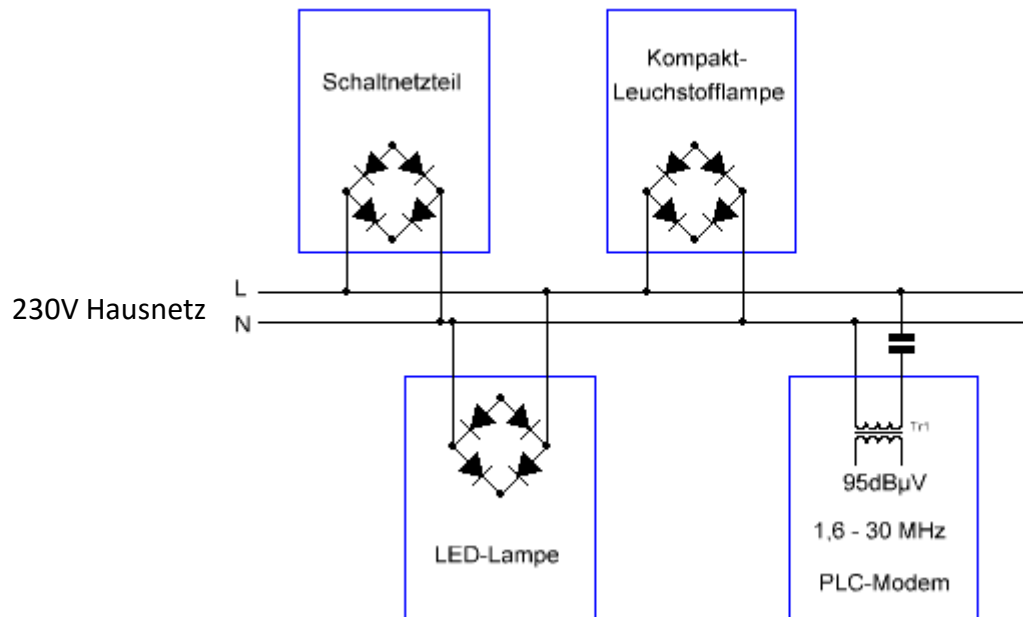 Schaltnetzteil
Kompakt-
Leuchstofflampe
230V Hausnetz
L
N
Tr1
95dBµV
1,6 - 30 MHz
PLC-Modem
LED-Lampe